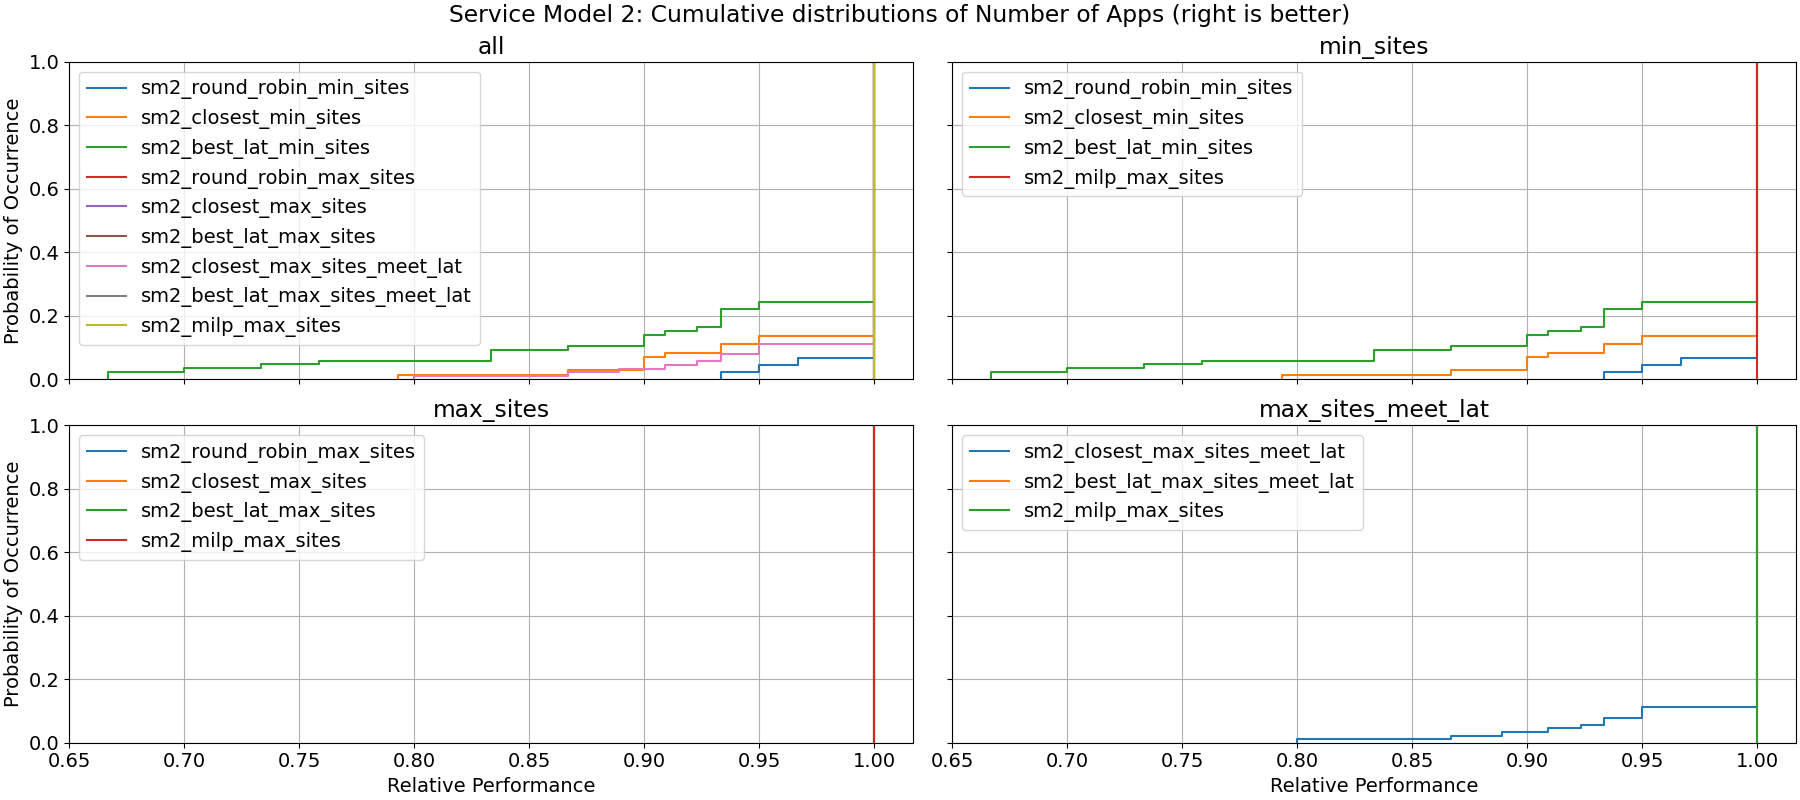 Service Model 2: Cumulative distributions of Number of Apps (right is better)
all
Probability of Occurrence
1.0
0.8
0.6
0.4
0.2
0.0
sm2_round_robin_min_sites
sm2_closest_min_sites
sm2_best_lat_min_sites
sm2_round_robin_max_sites
sm2_closest_max_sites
sm2_best_lat_max_sites
sm2_closest_max_sites_meet_lat
sm2_best_lat_max_sites_meet_lat
sm2_milp_max_sites
min_sites
sm2_round_robin_min_sites
sm2_closest_min_sites
sm2_best_lat_min_sites
sm2_milp_max_sites
max_sites
Probability of Occurrence
1.0
0.8
0.6
0.4
0.2
0.0
sm2_round_robin_max_sites
sm2_closest_max_sites
sm2_best_lat_max_sites
sm2_milp_max_sites
0.65 0.70 0.75 0.80 0.85 0.90 0.95 1.00
Relative Performance
max_sites_meet_lat
sm2_closest_max_sites_meet_lat
sm2_best_lat_max_sites_meet_lat
sm2_milp_max_sites
0.65 0.70 0.75 0.80 0.85 0.90 0.95 1.00
Relative Performance